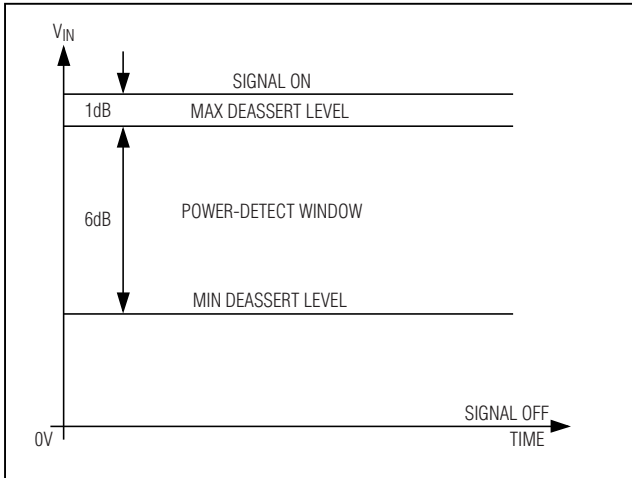 VIN
SIGNAL ON
1dB
MAX DEASSERT LEVEL
6dB
POWER-DETECT WINDOW
MIN DEASSERT LEVEL
SIGNAL OFF
0V
TIME